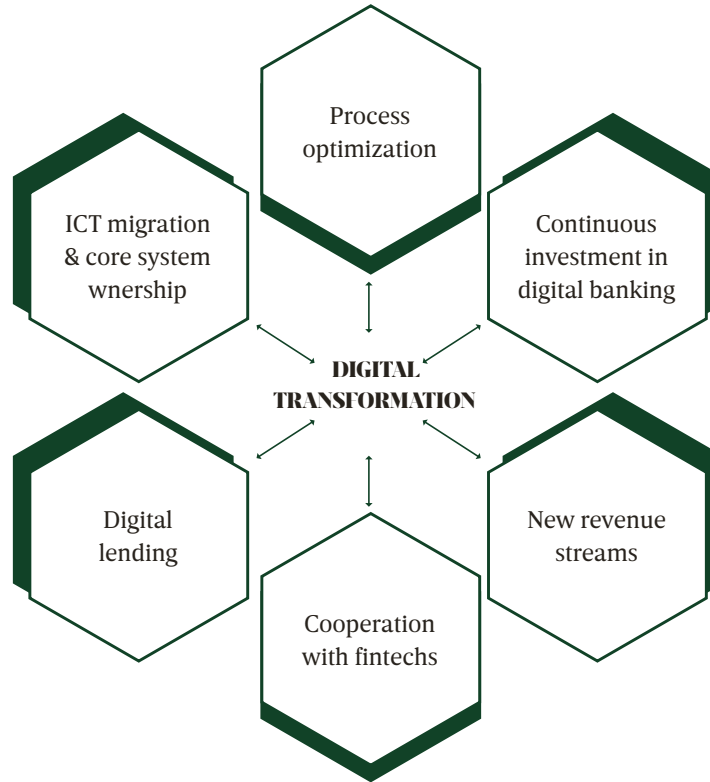 Process
optimization
ICT migration
& core system
wnership
Continuous
investment in
digital banking
DIGITAL
TRANSFORMATION
Digital
lending
New revenue
streams
Cooperation
with fintechs